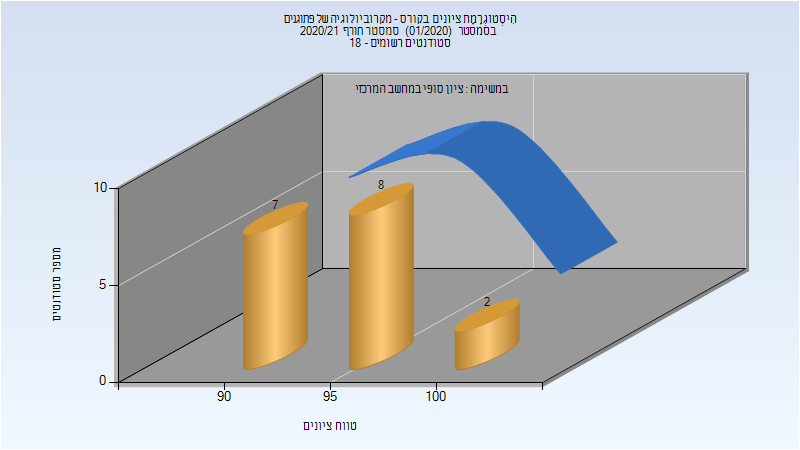 היסטוגרמת ציונים בקורס - מקרוביולוגיה של פתוגנים
בסמסטר (01/2020) סמסטר חורף 2020/21
סטודנטים רשומים - 18
במשימה : ציון סופי במחשב המרכזי
10
5
0
מספר סטודנטים
7
8
2
90
95
100
טווח ציונים